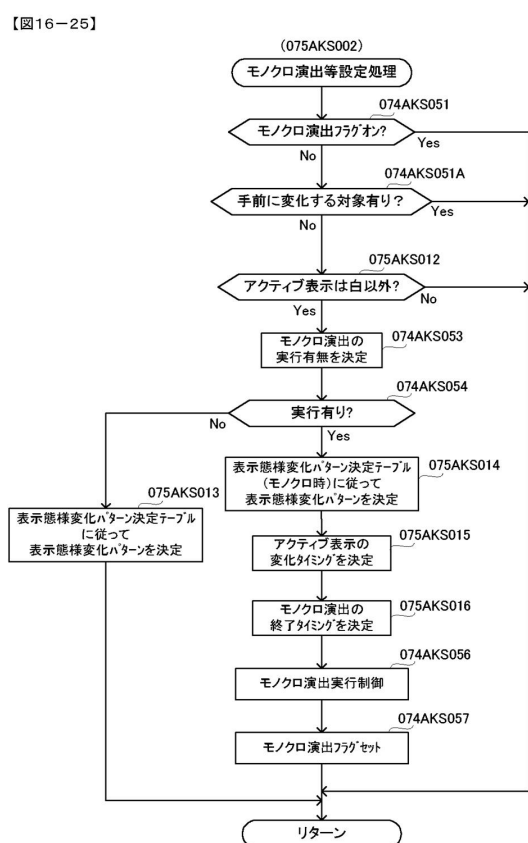 【図16－25】
(075AKS002)
モノクロ演出等設定処理
074AKS051
モノクロ演出フラグオン?
Yes
No
074AKS051A
手前に変化する対象有り？
Yes
No
075AKS012
アクティブ表示は白以外?
No
Yes
074AKS053
モノクロ演出の
実行有無を決定
074AKS054
実行有り?
No
Yes
075AKS014
表示態様変化パターン決定テーブル
(モノクロ時)に従って
表示態様変化パターンを決定
075AKS013
表示態様変化パターン決定テーブル
に従って
表示態様変化パターンを決定
075AKS015
アクティブ表示の
変化タイミングを決定
075AKS016
モノクロ演出の
終了タイミングを決定
074AKS056
モノクロ演出実行制御
074AKS057
モノクロ演出フラグセット
リターン